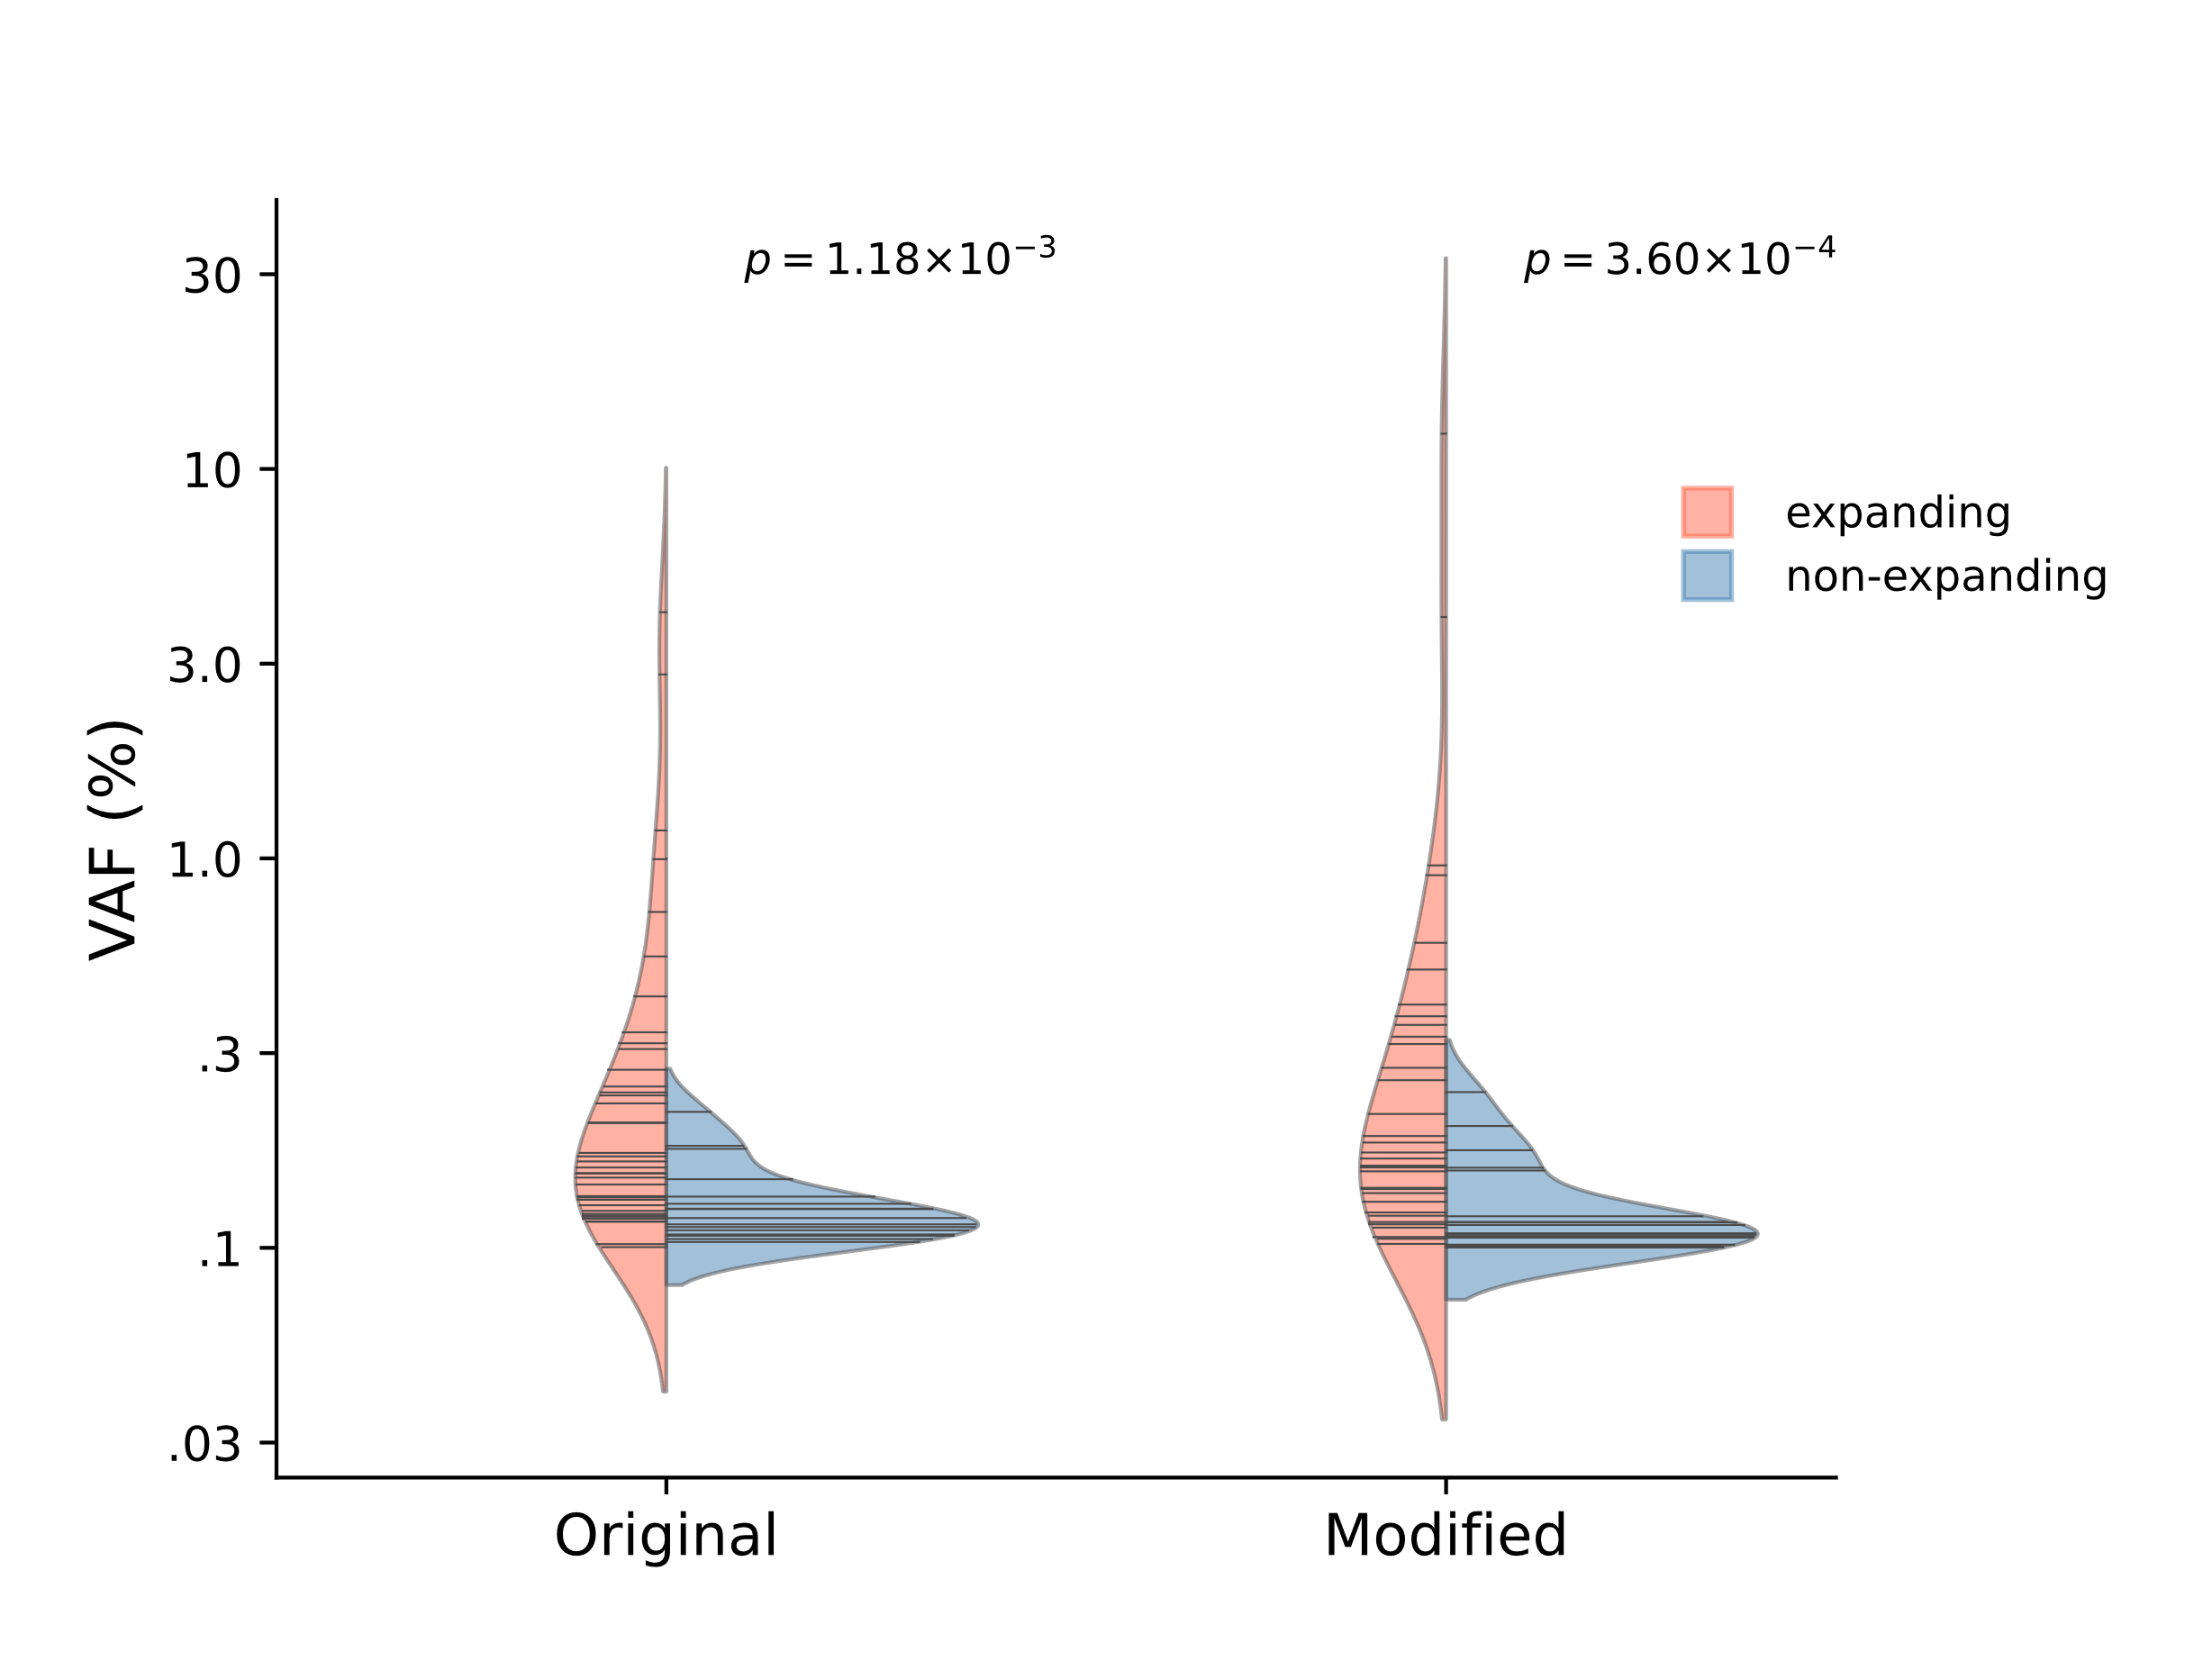 p = 1.18×10⁻³
p = 3.60×10⁻⁴
30
10
3.0
1.0
.3
.1
.03
VAF (%)
expanding
non-expanding
Original
Modified